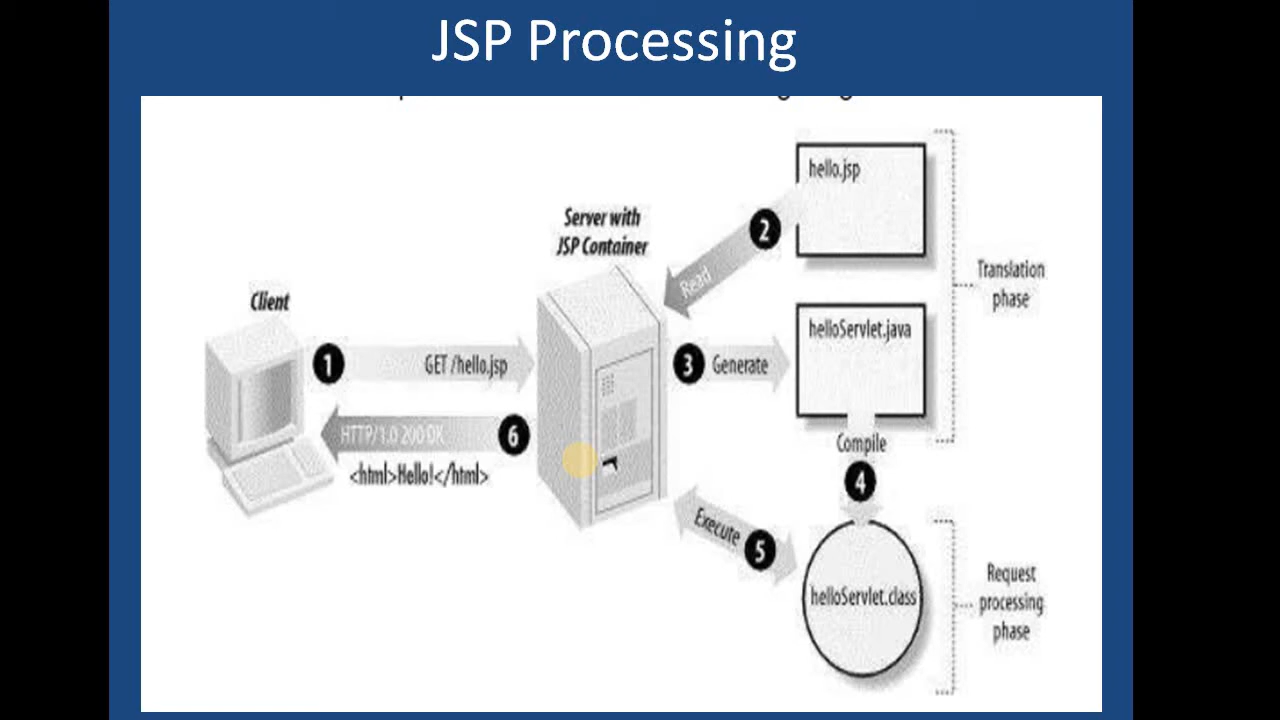 JSP Processing
hello.jsp
Server with
JSP Container
2
Read
Translation
phase
Client
helloServlet.java
1
GET /hello.jsp
3
Generate
6
HTTP/1.0 200 OK
<html>Hello!</html>
Compile
4
Execute
5
helloServlet.class
Request
processing
phase